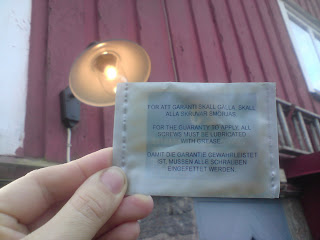 FÖR ATT GARANTI SKALL GÄLLA, SKALL
ALLA SKRUVAR SMÖRJAS
FOR THE GUARANTY TO APPLY, ALL
SCREWS MUST BE LUBRICATED
WITH GREASE.
DAMIT DIE GARANTIE GEWÄHRLEISTET
IST, MÜSSEN ALLE SCHRAUBEN
EINGEFETTET WERDEN.